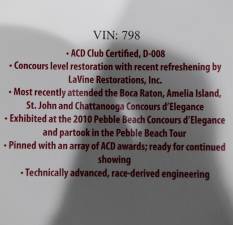 VIN: 798
• ACD Club Certified, D-008
• Concours level restoration with recent refreshening by
LaVine Restorations, Inc.
• Most recently attended the Boca Raton, Amelia Island,
St. John and Chattanooga Concours d'Elegance
• Exhibited at the 2010 Pebble Beach Concours d'Elegance
and partook in the Pebble Beach Tour
• Pinned with an array of ACD awards; ready for continued
showing
• Technically advanced, race-derived engineering